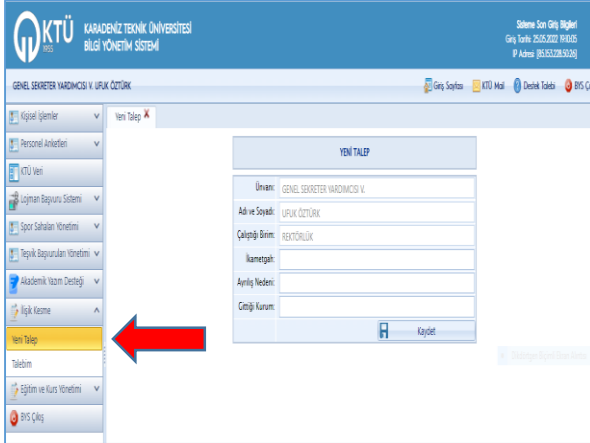 KTÜ
1955
KARADENİZ TEKNİK ÜNİVERSİTESİ
BİLGİ YÖNETİM SİSTEMİ
Sisteme Son Giriş Bilgileri
Giriş Tarihi: 25.05.2022 19:10:05
IP Adresi: [85.153.228.50:26]
GENEL SEKRETER YARDIMCISI V. UFUK ÖZTÜRK
Giriş Sayfası
KTÜ Mail
Destek Talebi
BYS Ç
Kişisel İşlemler
Personel Anketleri
KTÜ Veri
Lojman Başvuru Sistemi
Spor Sahaları Yönetimi
Teşvik Başvuruları Yönetimi
Akademik Yazım Desteği
İlişik Kesme
Yeni Talep
Talebim
Eğitim ve Kurs Yönetimi
BYS Çıkış
Yeni Talep X
YENİ TALEP
Ünvanı: GENEL SEKRETER YARDIMCISI V.
Adı ve Soyadı: UFUK ÖZTÜRK
Çalıştığı Birim: REKTÖRLÜK
İkametgah:
Ayrılış Nedeni:
Gittiği Kurum:
Kaydet